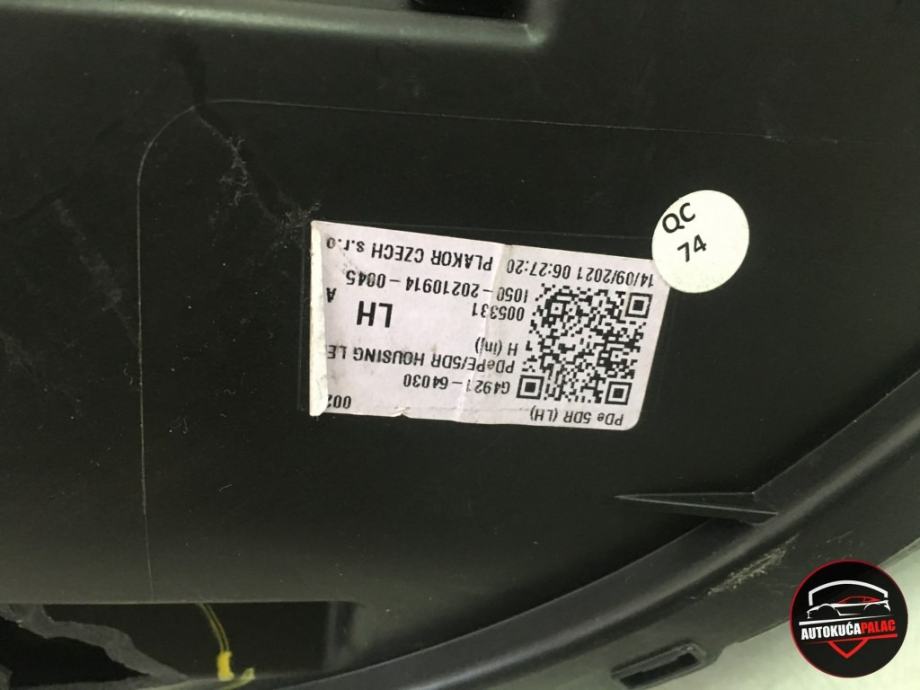 PDe 5DR (LH)
G4921-64030
002
PDePE/5DR HOUSING LE
H (inj)
005331
LH
1050-20210914-0045
A
14/09/2021 06:27:20
PLAKOR CZECH s.r.o
QC
74
AUTOKUĆAPALAC